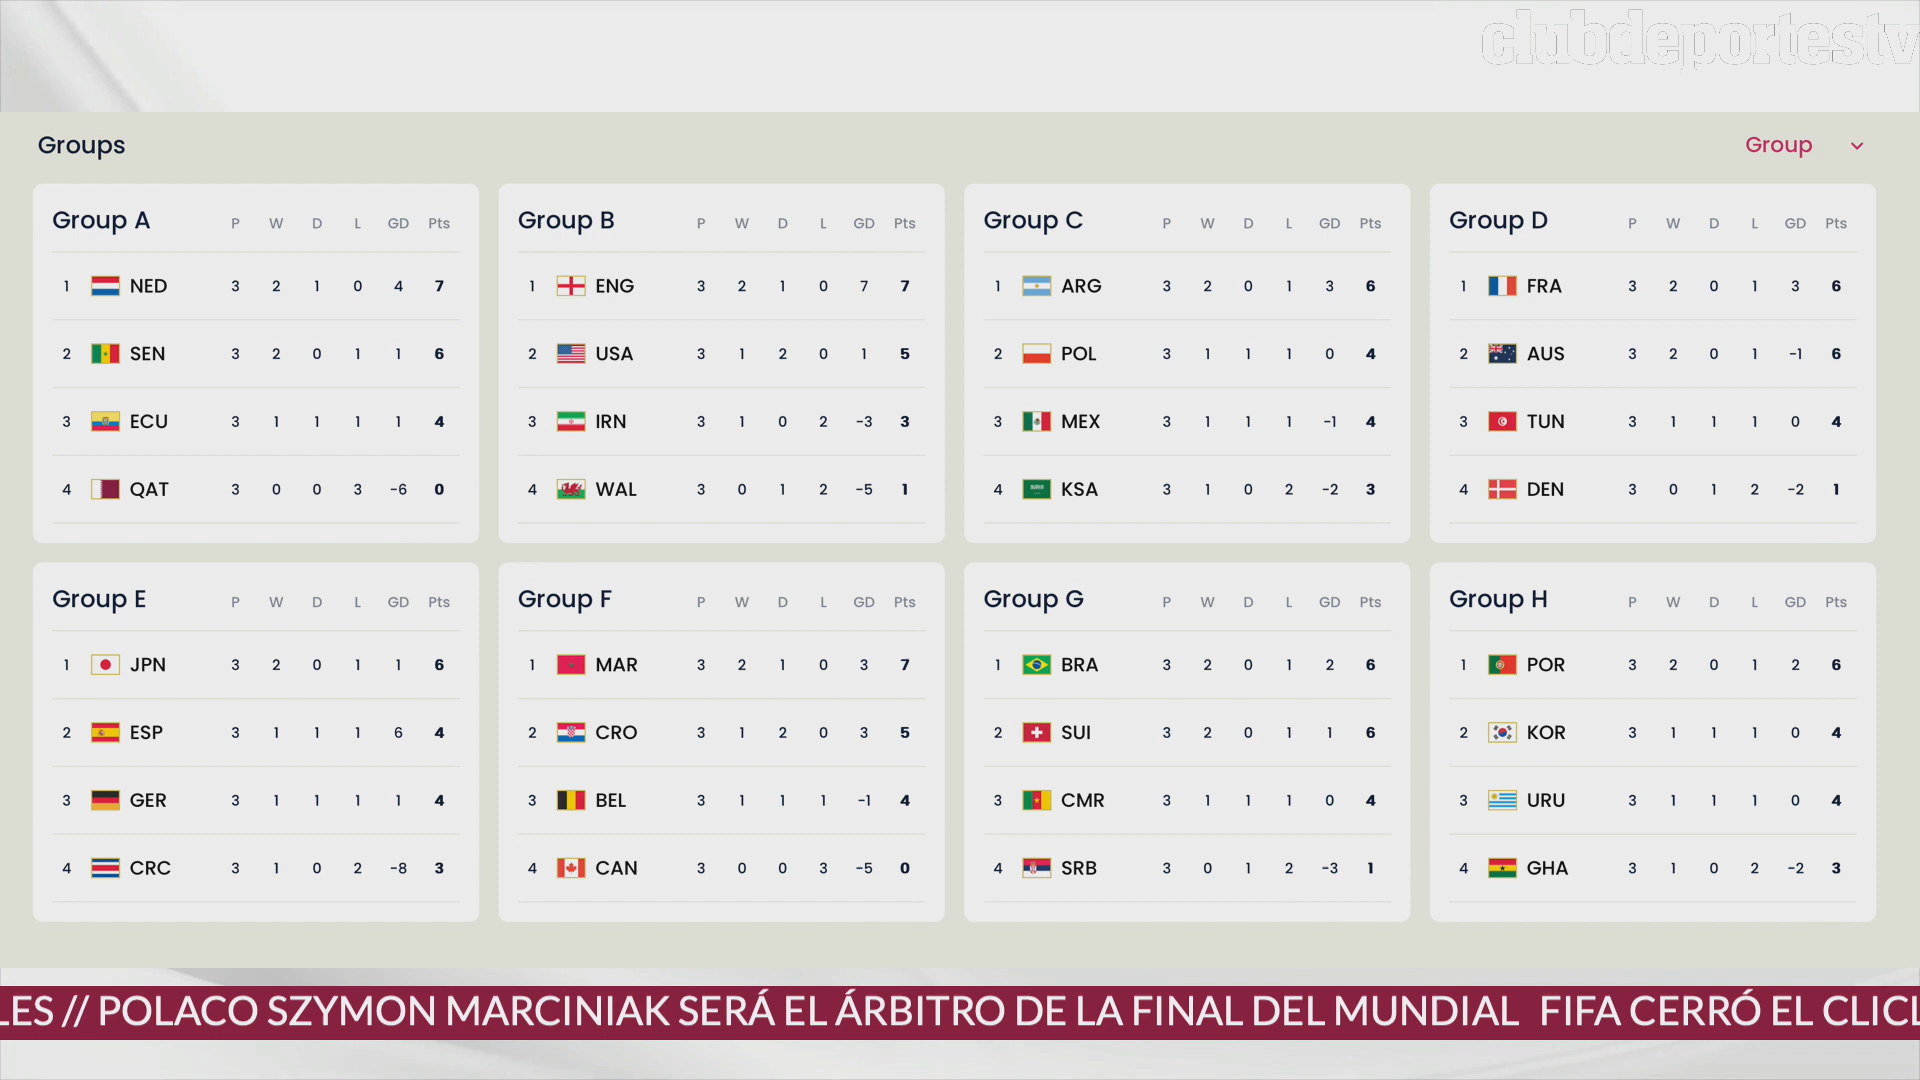 clubdeportestv
Groups
Group
Group A P W D L GD Pts
1 NED 3 2 1 0 4 7
2 SEN 3 2 0 1 1 6
3 ECU 3 1 1 1 1 4
4 QAT 3 0 0 3 -6 0
Group B P W D L GD Pts
1 ENG 3 2 1 0 7 7
2 USA 3 1 2 0 1 5
3 IRN 3 1 0 2 -3 3
4 WAL 3 0 1 2 -5 1
Group C P W D L GD Pts
1 ARG 3 2 0 1 3 6
2 POL 3 1 1 1 0 4
3 MEX 3 1 1 1 -1 4
4 KSA 3 1 0 2 -2 3
Group D P W D L GD Pts
1 FRA 3 2 0 1 3 6
2 AUS 3 2 0 1 -1 6
3 TUN 3 1 1 1 0 4
4 DEN 3 0 1 2 -2 1
Group E P W D L GD Pts
1 JPN 3 2 0 1 1 6
2 ESP 3 1 1 1 6 4
3 GER 3 1 1 1 1 4
4 CRC 3 1 0 2 -8 3
Group F P W D L GD Pts
1 MAR 3 2 1 0 3 7
2 CRO 3 1 2 0 3 5
3 BEL 3 1 1 1 -1 4
4 CAN 3 0 0 3 -5 0
Group G P W D L GD Pts
1 BRA 3 2 0 1 2 6
2 SUI 3 2 0 1 1 6
3 CMR 3 1 1 1 0 4
4 SRB 3 0 1 2 -3 1
Group H P W D L GD Pts
1 POR 3 2 0 1 2 6
2 KOR 3 1 1 1 0 4
3 URU 3 1 1 1 0 4
4 GHA 3 1 0 2 -2 3
LES // POLACO SZYMON MARCINIAK SERÁ EL ÁRBITRO DE LA FINAL DEL MUNDIAL FIFA CERRÓ EL CLICL